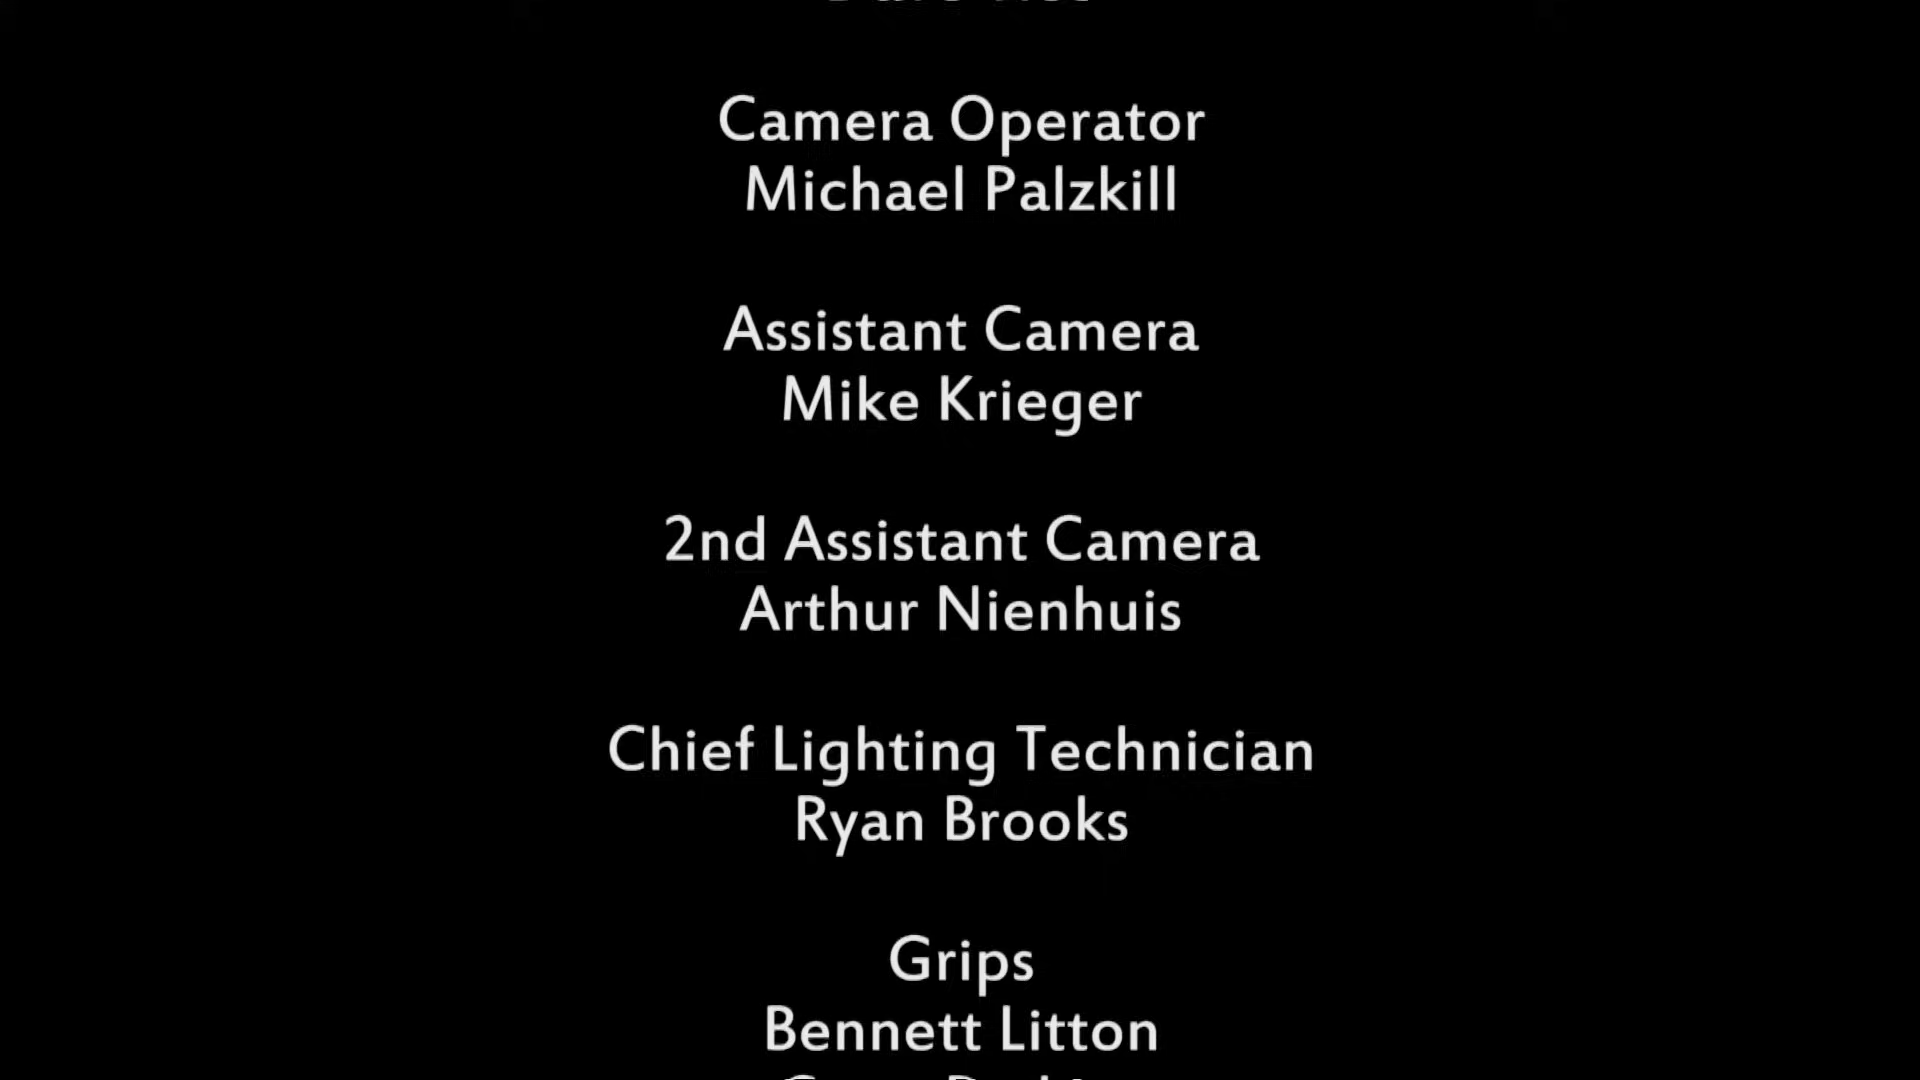 Camera Operator
Michael Palzkill
Assistant Camera
Mike Krieger
2nd Assistant Camera
Arthur Nienhuis
Chief Lighting Technician
Ryan Brooks
Grips
Bennett Litton